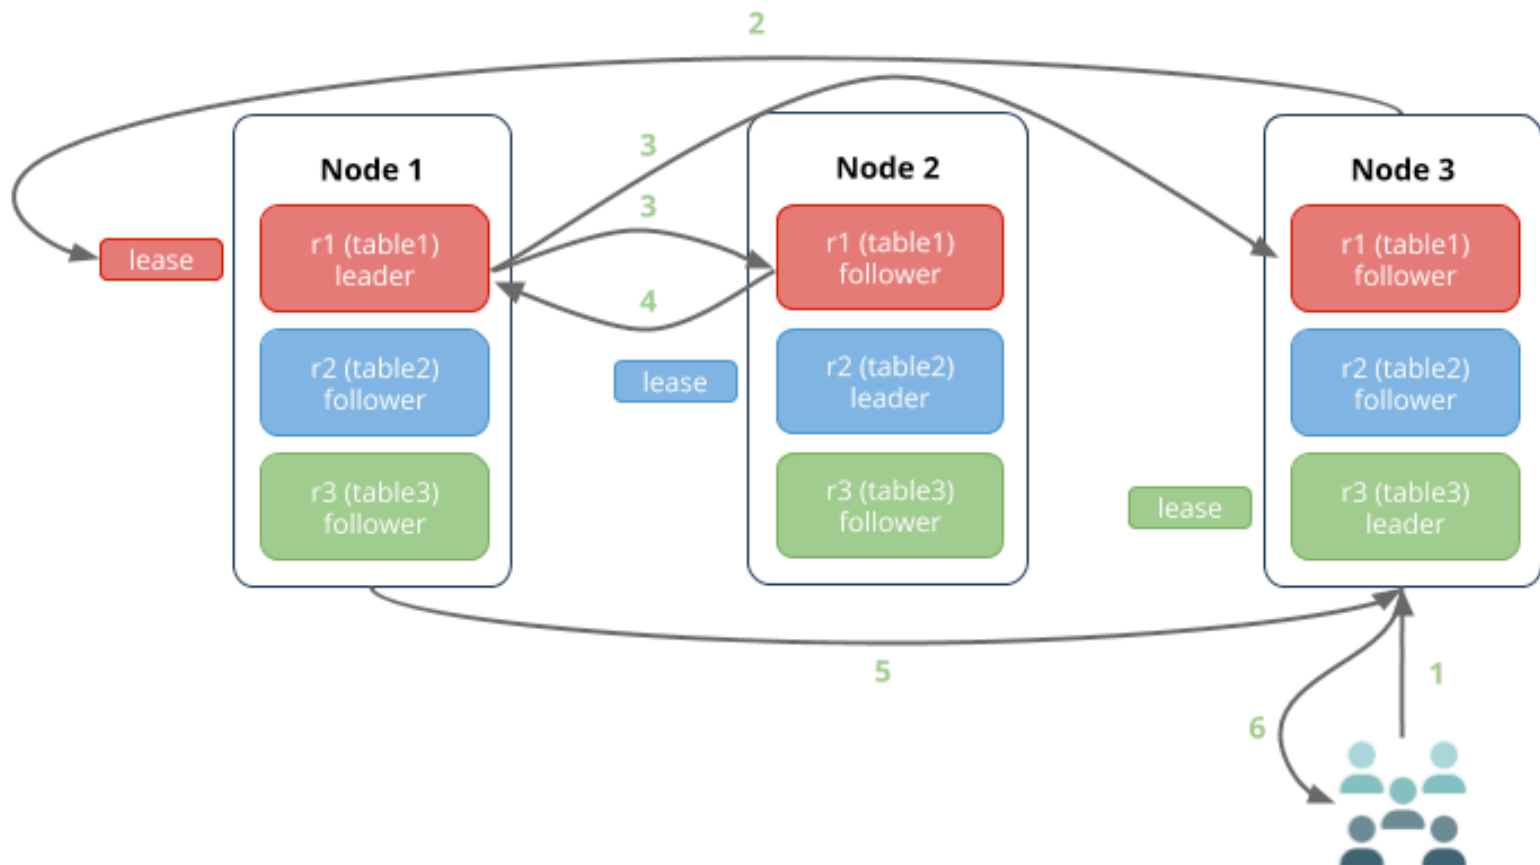 2
3
3
4
Node 1
r1 (table1)
leader
r2 (table2)
follower
r3 (table3)
follower
lease
Node 2
r1 (table1)
follower
r2 (table2)
leader
r3 (table3)
follower
lease
Node 3
r1 (table1)
follower
r2 (table2)
follower
r3 (table3)
leader
lease
5
1
6